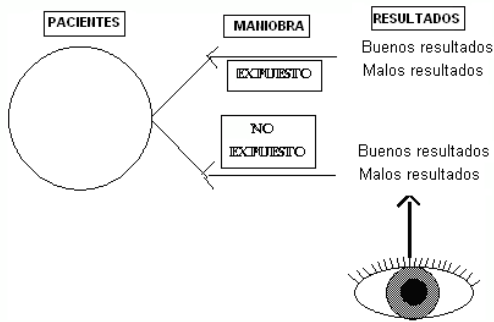 PACIENTES
MANIOBRA
RESULTADOS
Buenos resultados
Malos resultados
EXPUESTO
NO
EXPUESTO
Buenos resultados
Malos resultados